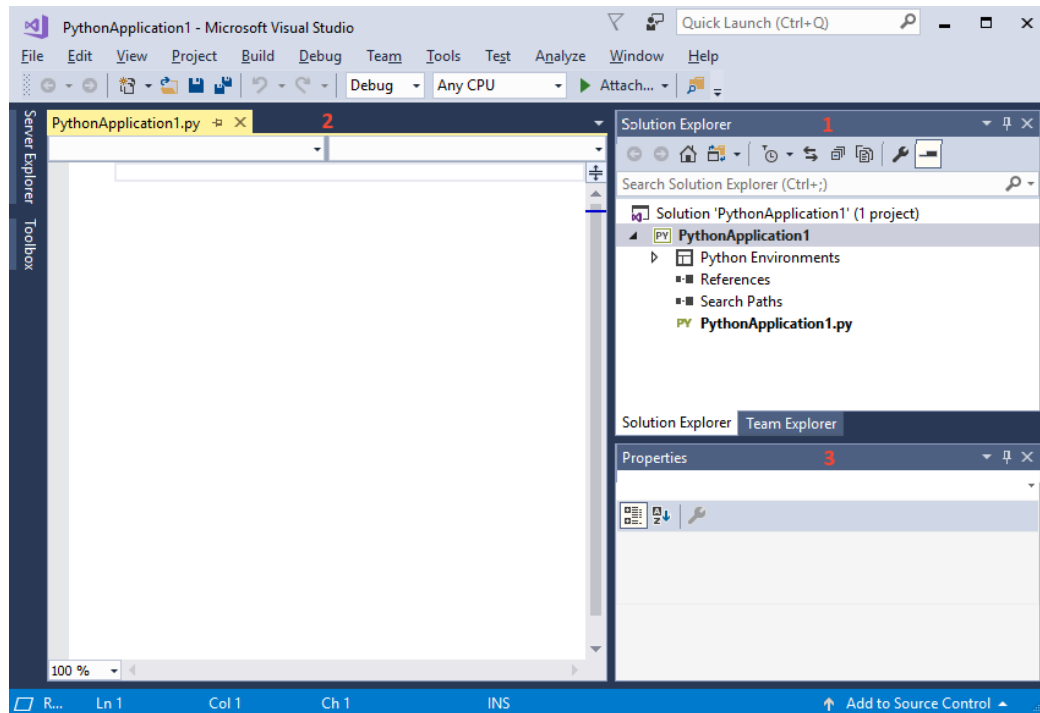 PythonApplication1 - Microsoft Visual Studio
Quick Launch (Ctrl+Q)
File Edit View Project Build Debug Team Tools Test Analyze Window Help
Debug Any CPU Attach...
Server Explorer
Toolbox
PythonApplication1.py 2
100 %
Solution Explorer 1
Search Solution Explorer (Ctrl+;)
Solution 'PythonApplication1' (1 project)
PY PythonApplication1
Python Environments
References
Search Paths
PY PythonApplication1.py
Solution Explorer Team Explorer
Properties 3
R... Ln 1 Col 1 Ch 1 INS Add to Source Control